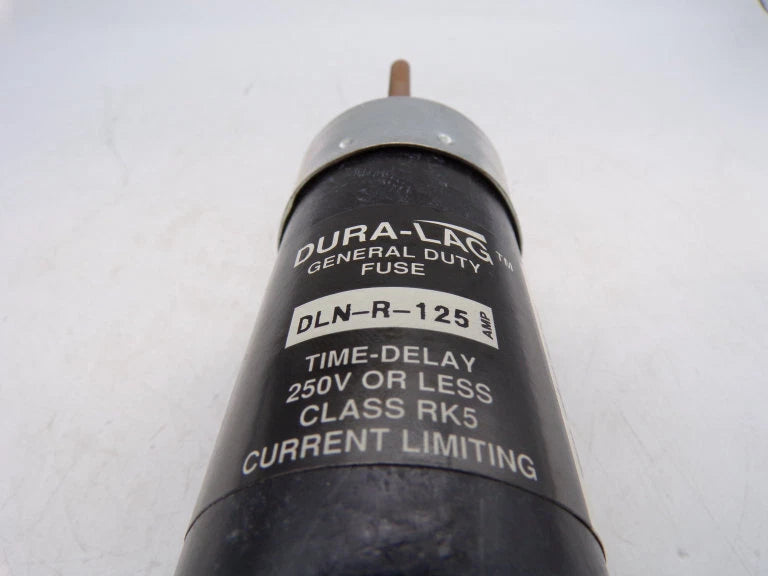 DURA-LAG™
GENERAL DUTY
FUSE
DLN-R-125 AMP
TIME-DELAY
250V OR LESS
CLASS RK5
CURRENT LIMITING